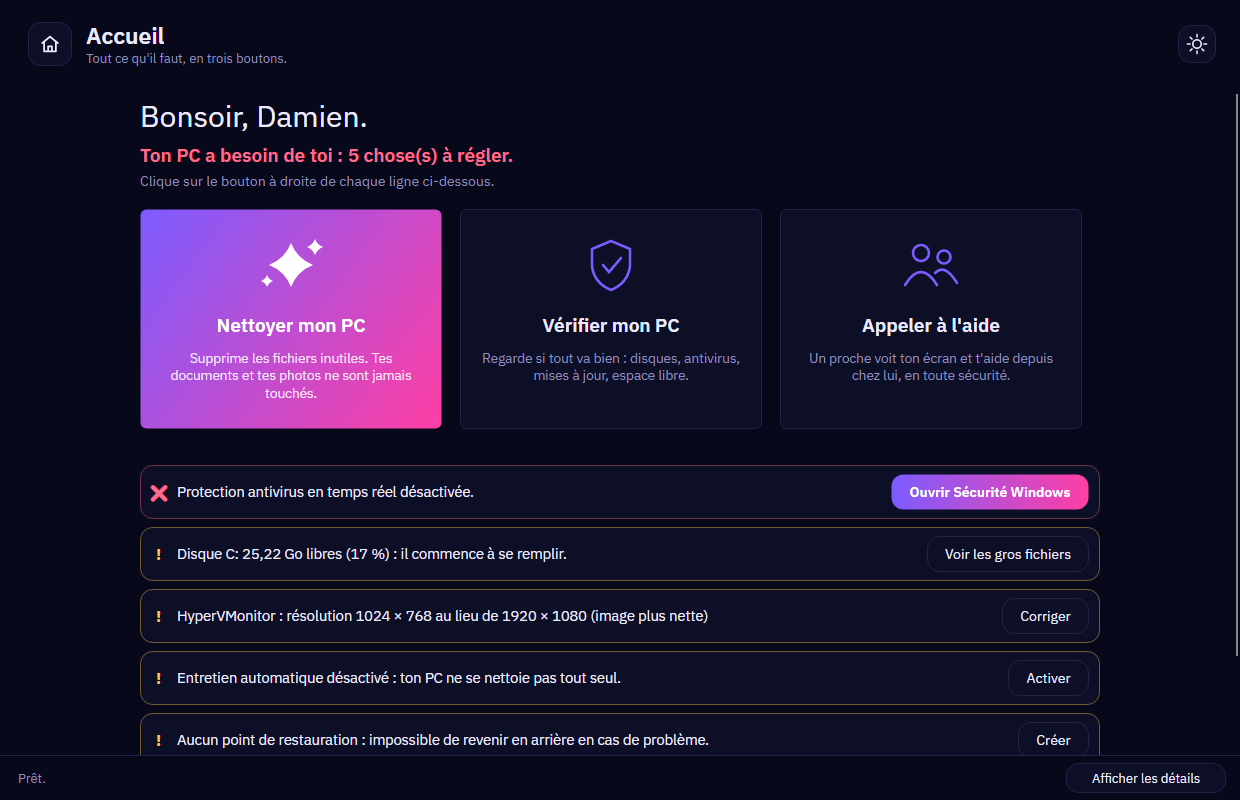 Accueil
Tout ce qu'il faut, en trois boutons.
Bonsoir, Damien.
Ton PC a besoin de toi : 5 chose(s) à régler.
Clique sur le bouton à droite de chaque ligne ci-dessous.
Nettoyer mon PC
Supprime les fichiers inutiles. Tes
documents et tes photos ne sont jamais
touchés.
Vérifier mon PC
Regarde si tout va bien : disques, antivirus,
mises à jour, espace libre.
Appeler à l'aide
Un proche voit ton écran et t'aide depuis
chez lui, en toute sécurité.
Protection antivirus en temps réel désactivée.
Ouvrir Sécurité Windows
! Disque C: 25,22 Go libres (17 %) : il commence à se remplir.
Voir les gros fichiers
! HyperVMonitor : résolution 1024 × 768 au lieu de 1920 × 1080 (image plus nette)
Corriger
! Entretien automatique désactivé : ton PC ne se nettoie pas tout seul.
Activer
! Aucun point de restauration : impossible de revenir en arrière en cas de problème.
Créer
Prêt.
Afficher les détails